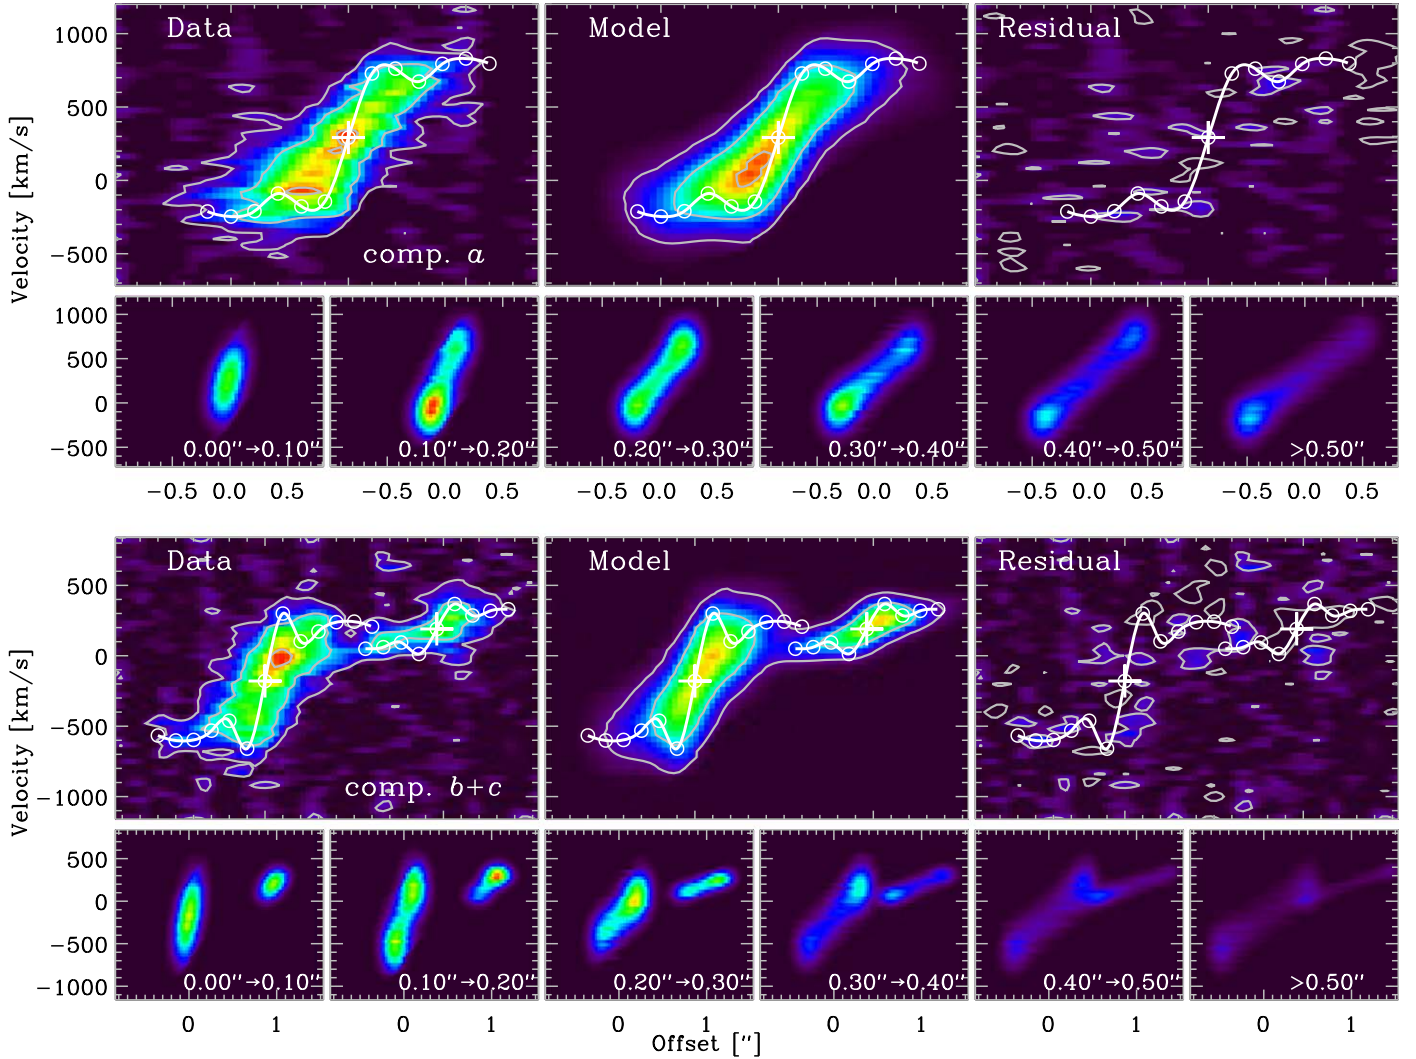 Data Model Residual
1000
500
0
−500
Velocity [km/s]
comp. a
1000
500
0
−500
0.00″→0.10″ 0.10″→0.20″ 0.20″→0.30″ 0.30″→0.40″ 0.40″→0.50″ >0.50″
−0.5 0.0 0.5 −0.5 0.0 0.5 −0.5 0.0 0.5 −0.5 0.0 0.5 −0.5 0.0 0.5 −0.5 0.0 0.5
Data Model Residual
500
0
−500
−1000
Velocity [km/s]
comp. b+c
500
0
−500
−1000
0.00″→0.10″ 0.10″→0.20″ 0.20″→0.30″ 0.30″→0.40″ 0.40″→0.50″ >0.50″
0 1 0 1 0 1 0 1 0 1 0 1
Offset [″]